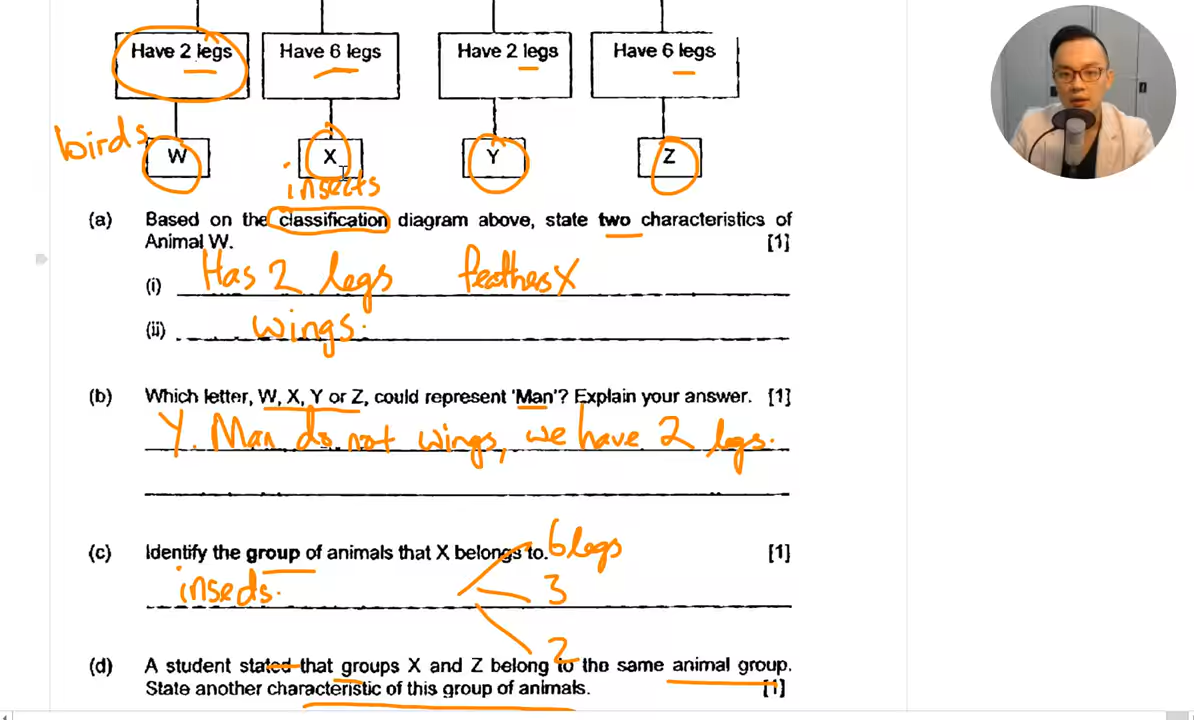 Have 2 legs
Have 6 legs
Have 2 legs
Have 6 legs
birds
W
X
Y
Z
insects
(a) Based on the classification diagram above, state two characteristics of
Animal W. [1]
(i) Has 2 legs feathers X
(ii) wings.
(b) Which letter, W, X, Y or Z, could represent 'Man'? Explain your answer. [1]
Y. Man do not wings, we have 2 legs.
(c) Identify the group of animals that X belongs to. [1]
6 legs
insects.
3
2
(d) A student stated that groups X and Z belong to the same animal group.
State another characteristic of this group of animals. [1]